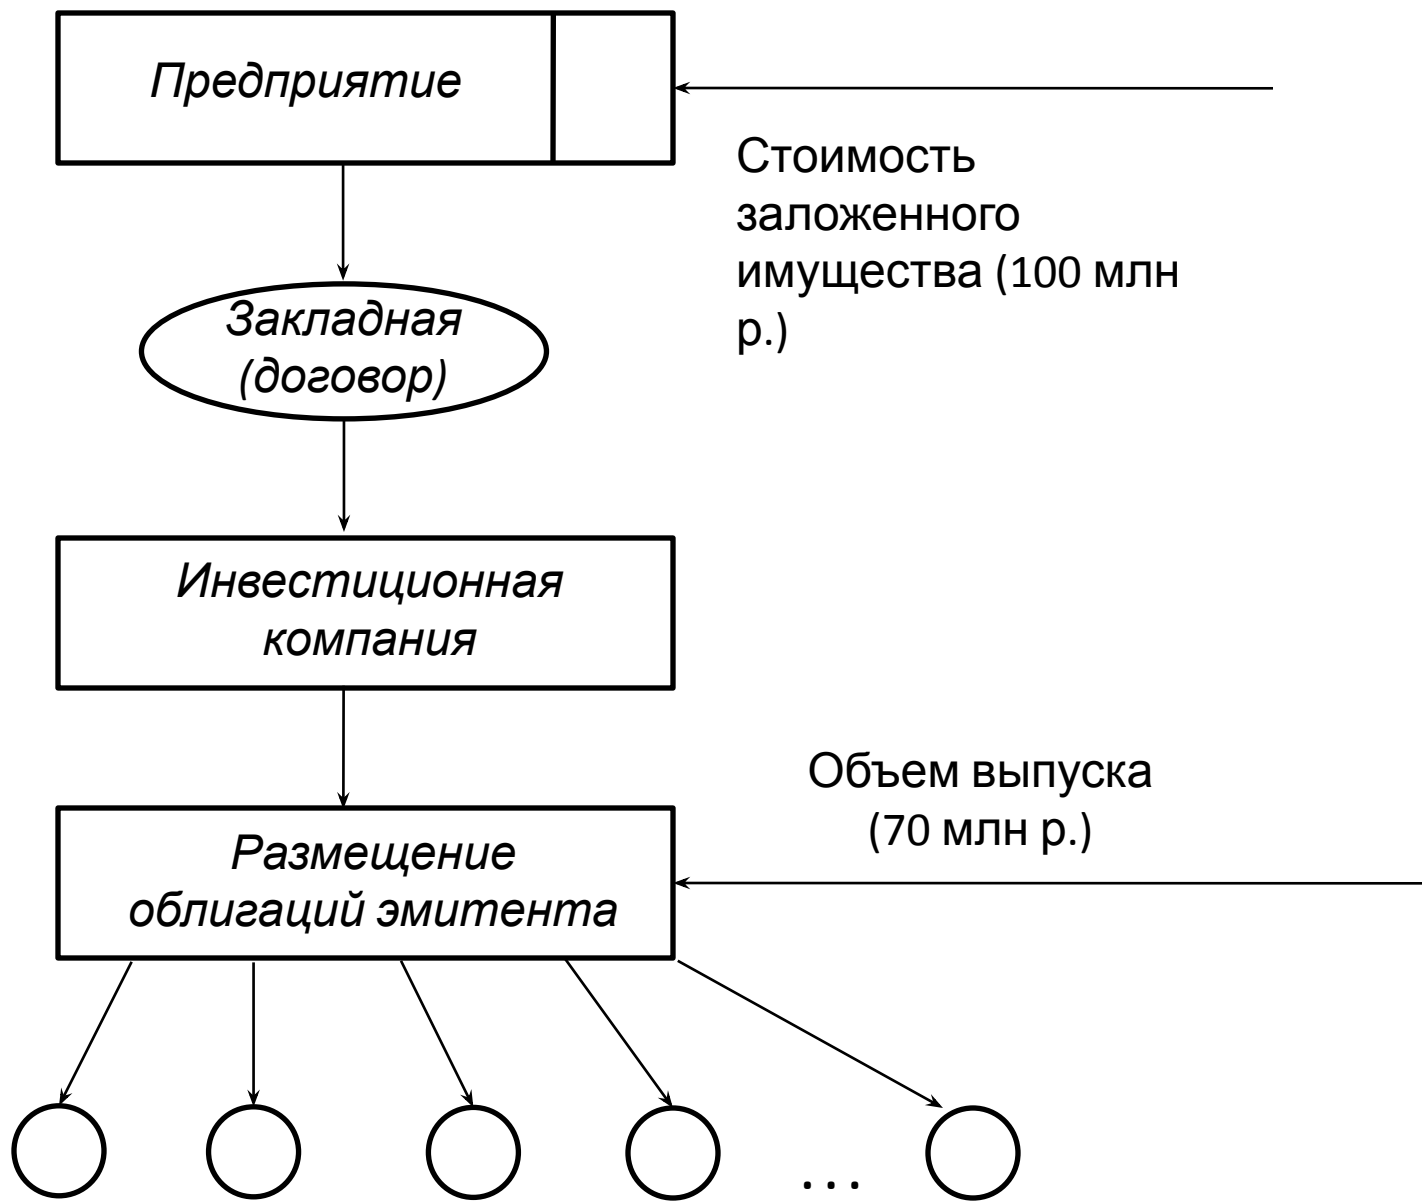 Предприятие
Стоимость
заложенного
имущества (100 млн
р.)
Закладная
(договор)
Инвестиционная
компания
Объем выпуска
(70 млн р.)
Размещение
облигаций эмитента
...